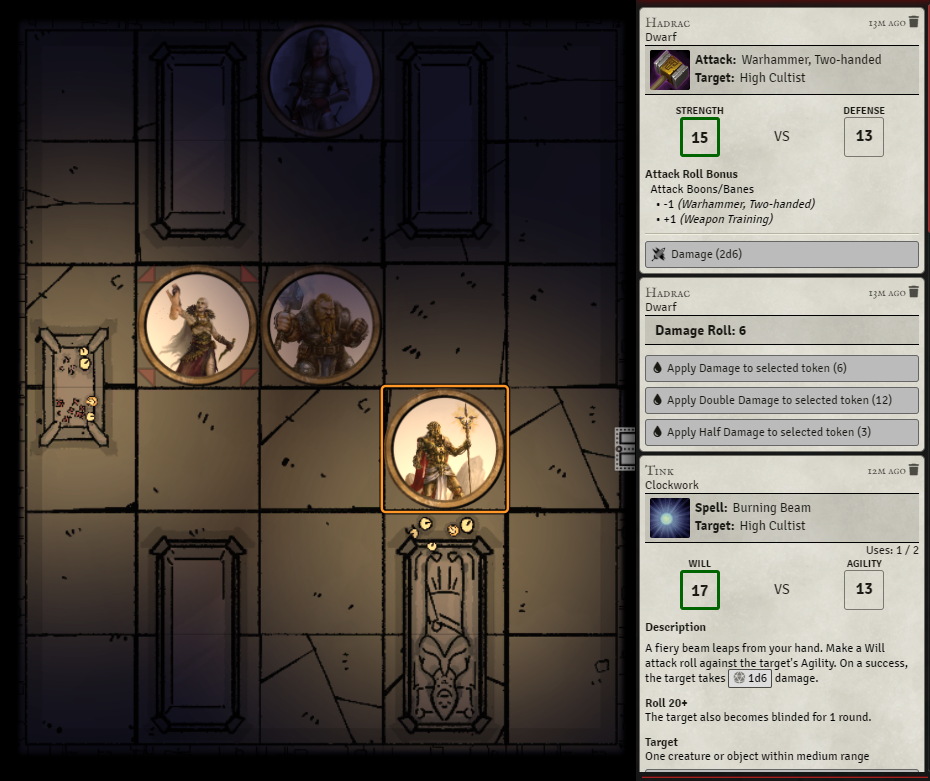 Hadrac
13m ago
Dwarf
Attack: Warhammer, Two-handed
Target: High Cultist
STRENGTH
DEFENSE
15
VS
13
Attack Roll Bonus
Attack Boons/Banes
• -1 (Warhammer, Two-handed)
• +1 (Weapon Training)
Damage (2d6)
Hadrac
13m ago
Dwarf
Damage Roll: 6
Apply Damage to selected token (6)
Apply Double Damage to selected token (12)
Apply Half Damage to selected token (3)
Tink
12m ago
Clockwork
Spell: Burning Beam
Target: High Cultist
Uses: 1 / 2
WILL
AGILITY
17
VS
13
Description
A fiery beam leaps from your hand. Make a Will
attack roll against the target's Agility. On a success,
the target takes 1d6 damage.
Roll 20+
The target also becomes blinded for 1 round.
Target
One creature or object within medium range